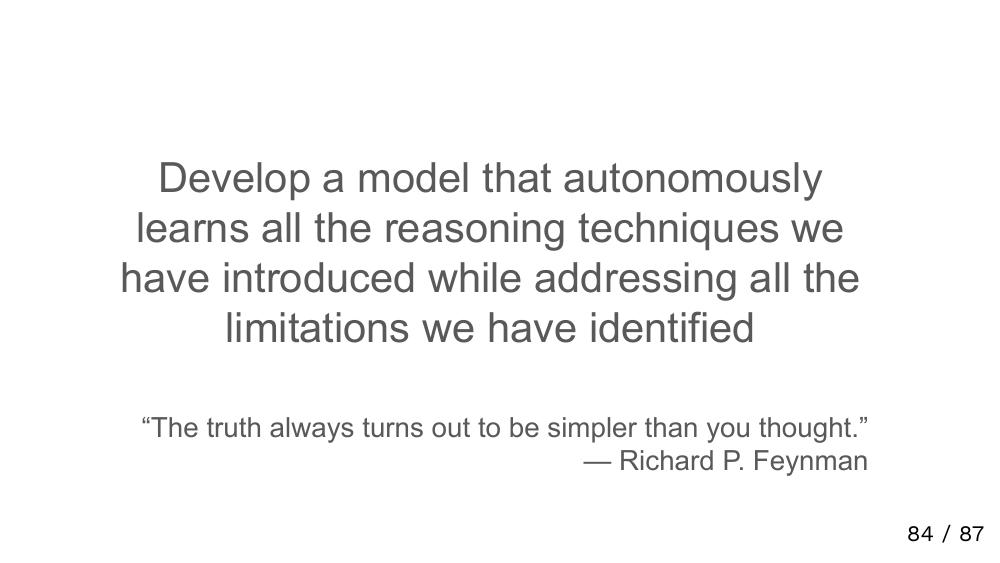 Develop a model that autonomously
learns all the reasoning techniques we
have introduced while addressing all the
limitations we have identified
“The truth always turns out to be simpler than you thought.”
— Richard P. Feynman
84 / 87